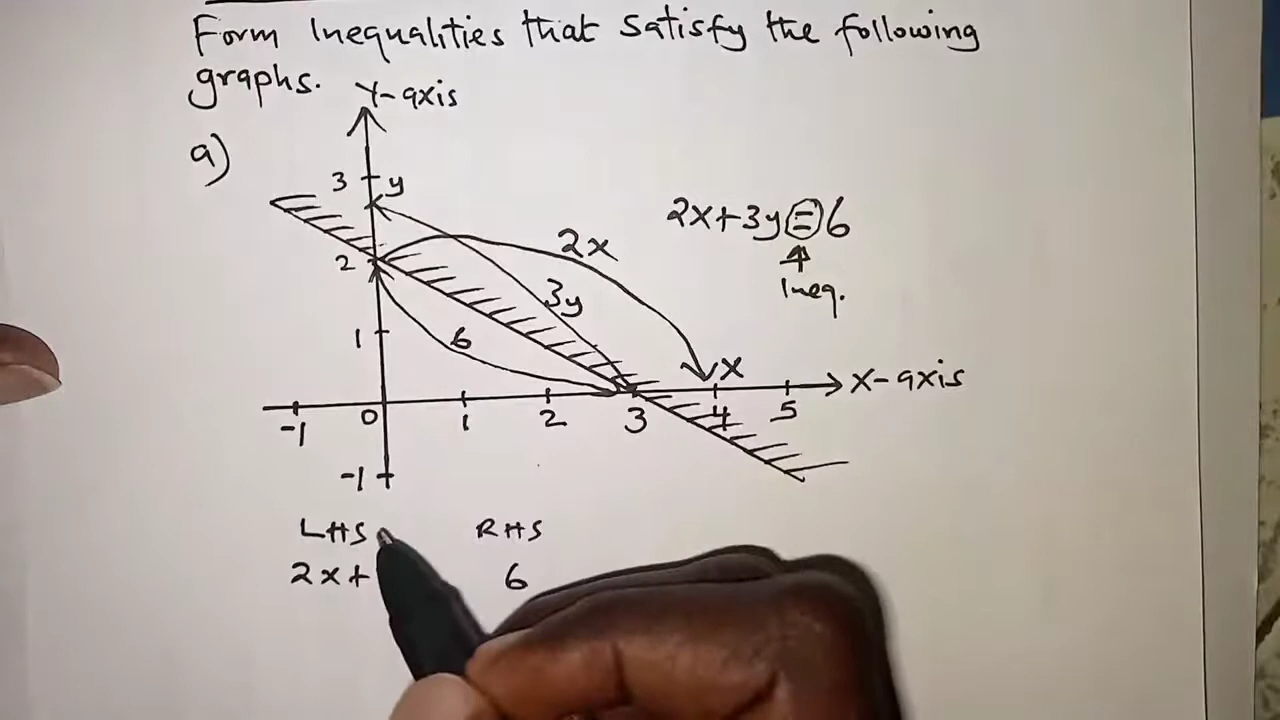 Form Inequalities that satisfy the following
graphs.
Y-axis
a)
3 y
2x+3y=6
2x
2
3y
Ineq.
1
6
x
X-axis
-1 0 1 2 3 4 5
-1
LHS RHS
2x+ 6